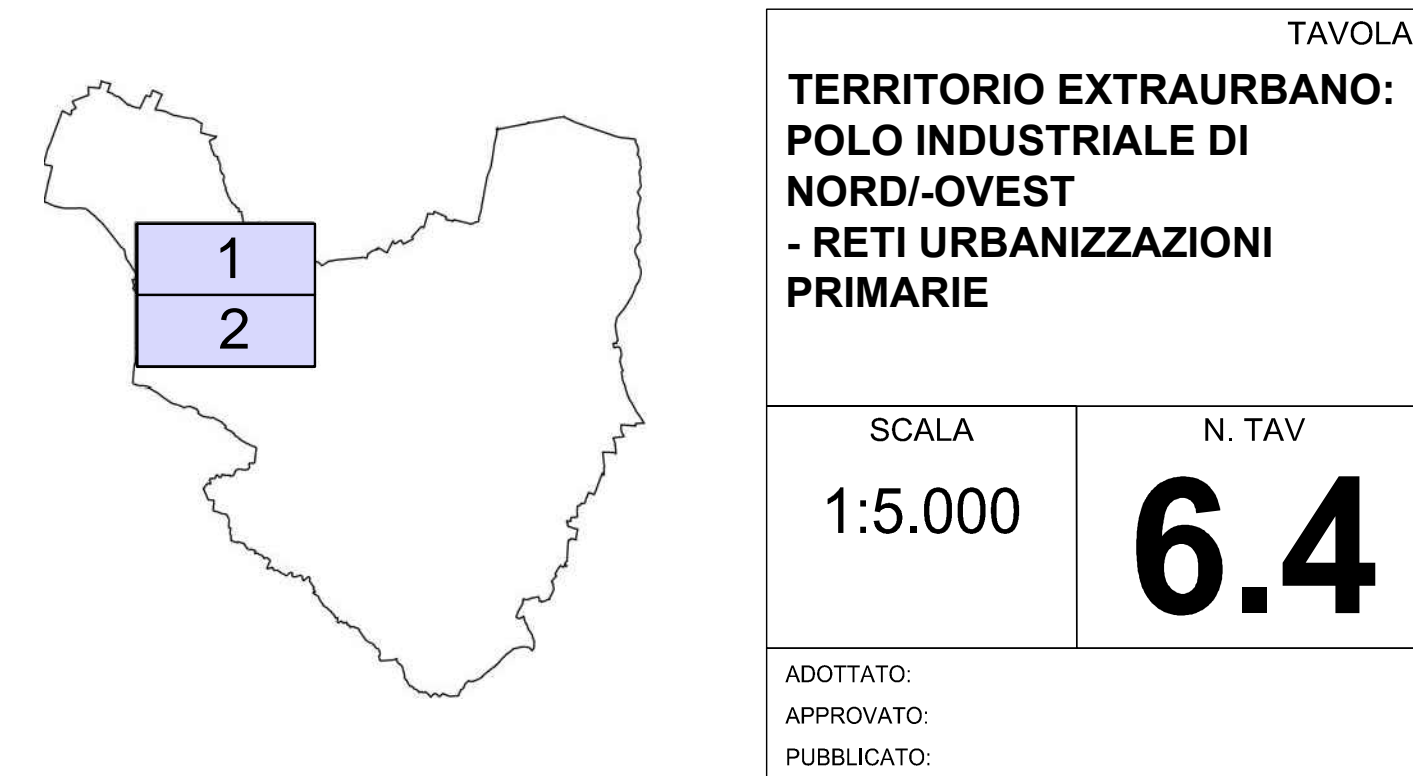 1
2
TAVOLA
TERRITORIO EXTRAURBANO:
POLO INDUSTRIALE DI
NORD/-OVEST
- RETI URBANIZZAZIONI
PRIMARIE
SCALA
1:5.000
N. TAV
6.4
ADOTTATO:
APPROVATO:
PUBBLICATO: